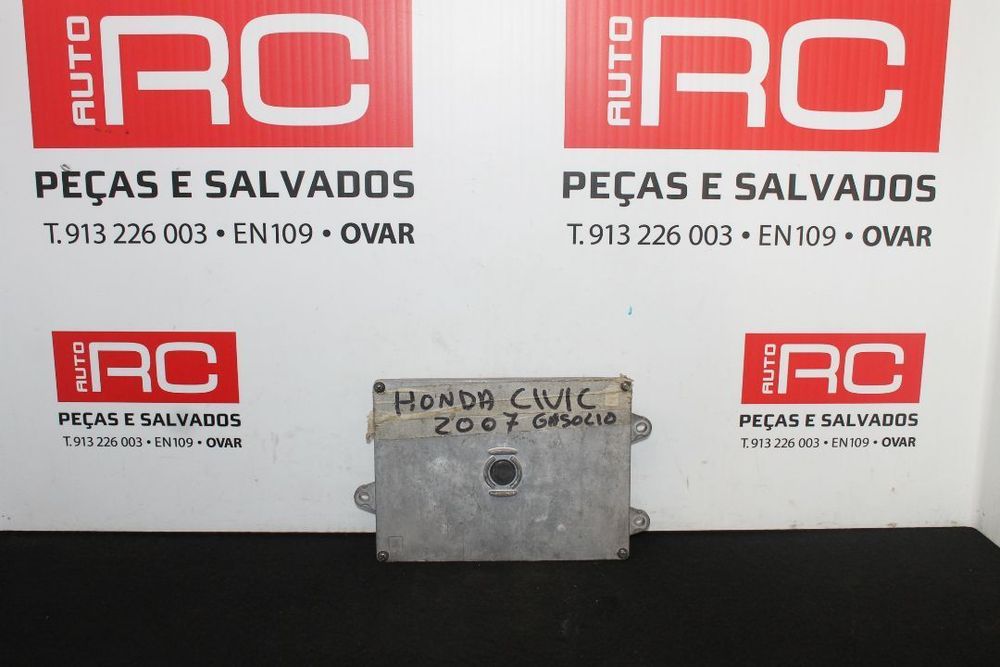 AUTO RC
PEÇAS E SALVADOS
T. 913 226 003 • EN109 • OVAR
AUTO RC
PEÇAS E SALVADOS
T. 913 226 003 • EN109 • OVAR
AUTO RC
PEÇAS E SALVADOS
T. 913 226 003 • EN109 • OVAR
HONDA CIVIC
2007 GASOCIO
AUTO RC
PEÇAS E SALVADOS
T. 913 226 003 • EN109 • OVAR